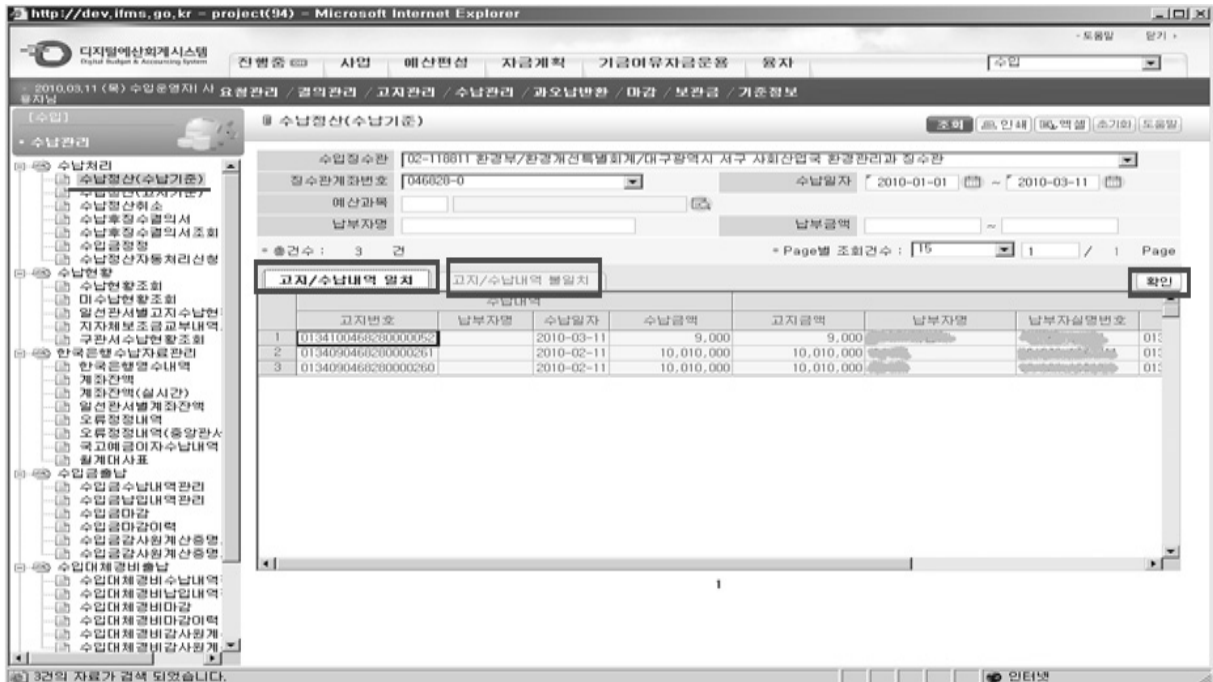 http://dev.ifms.go.kr - project(94) - Microsoft Internet Explorer
- 도움말 닫기
디지털예산회계시스템
Digital Budget & Accounting System
진행중 사업 예산편성 자금계획 기금여유자금운용 융자 수입
2010.03.11 (목) 수입운영자I 사용자님
요청관리 / 결의관리 / 고지관리 / 수납관리 / 과오납반환 / 마감 / 보관금 / 기준정보
[수입]
수납관리
수납정산(수납기준)
조회 인쇄 엑셀 초기화 도움말
수입징수관 02-118811 환경부/환경개선특별회계/대구광역시 서구 사회산업국 환경관리과 징수관
징수관계좌번호 046828-0 수납일자 2010-01-01 ~ 2010-03-11
예산과목
납부자명 납부금액 ~
총건수 : 3 건 Page별 조회건수 : 15 1 / 1 Page
고지/수납내역 일치 고지/수납내역 불일치 확인
수납내역
고지번호 납부자명 수납일자 수납금액 고지금액 납부자명 납부자실명번호
1 0134100468280000052 2010-03-11 9,000 9,000 013
2 0134090468280000261 2010-02-11 10,010,000 10,010,000 013
3 0134090468280000260 2010-02-11 10,010,000 10,010,000 013
1
수납처리
수납정산(수납기준)
수납정산(고지기준)
수납정산취소
수납후징수결의서
수납후징수결의서조회
수입금정정
수납정산자동처리신청
수납현황
수납현황조회
미수납현황조회
일선관서별고지수납현
지자체보조금교부내역
구관서수납현황조회
한국은행수납자료관리
한국은행영수내역
계좌잔액
계좌잔액(실시간)
일선관서별계좌잔액
오류정정내역
오류정정내역(중앙관서
국고예금이자수납내역
월계대사표
수입금출납
수입금수납내역관리
수입금납입내역관리
수입금마감
수입금마감이력
수입금감사원계산증명
수입금감사원계산증명
수입대체경비출납
수입대체경비수납내역
수입대체경비납입내역
수입대체경비마감
수입대체경비마감이력
수입대체경비감사원계
수입대체경비감사원계
3건의 자료가 검색 되었습니다.
인터넷